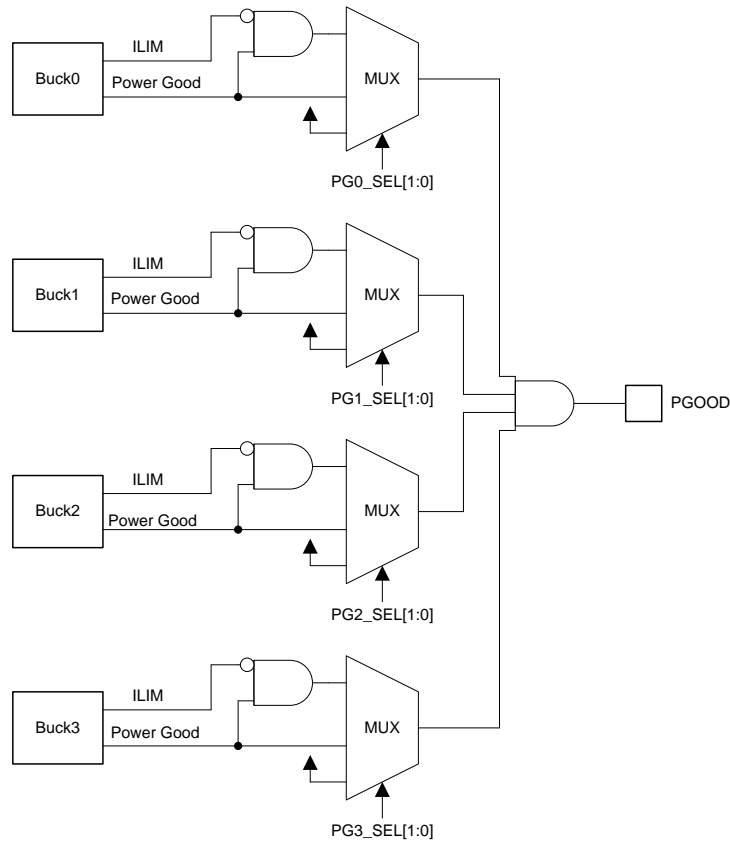 ILIM
Buck0
Power Good
MUX
PG0_SEL[1:0]
ILIM
Buck1
Power Good
MUX
PG1_SEL[1:0]
PGOOD
ILIM
Buck2
Power Good
MUX
PG2_SEL[1:0]
ILIM
Buck3
Power Good
MUX
PG3_SEL[1:0]